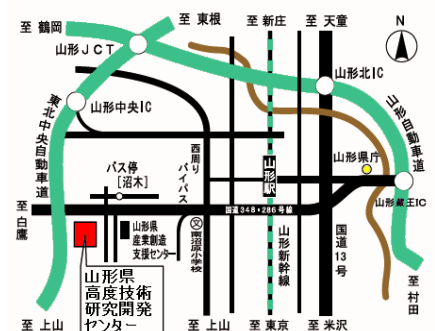 至 鶴岡
至 東根
至 新庄
至 天童
N
山形JCT
山形北IC
山形中央IC
東北中央自動車道
山形自動車道
西周り
バイパス
バス停
[沼木]
山形駅
山形県庁
山形蔵王IC
至
白鷹
国道348・286号線
山形県
産業創造
支援センター
文
南沼原小学校
山形新幹線
国道13号
至
村田
山形県
高度技術
研究開発
センター
至 上山
至 上山
至 東京
至 米沢